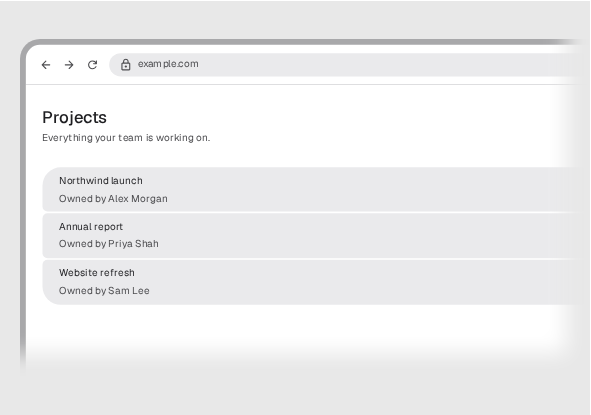 example.com
Projects
Everything your team is working on.
Northwind launch
Owned by Alex Morgan
Annual report
Owned by Priya Shah
Website refresh
Owned by Sam Lee